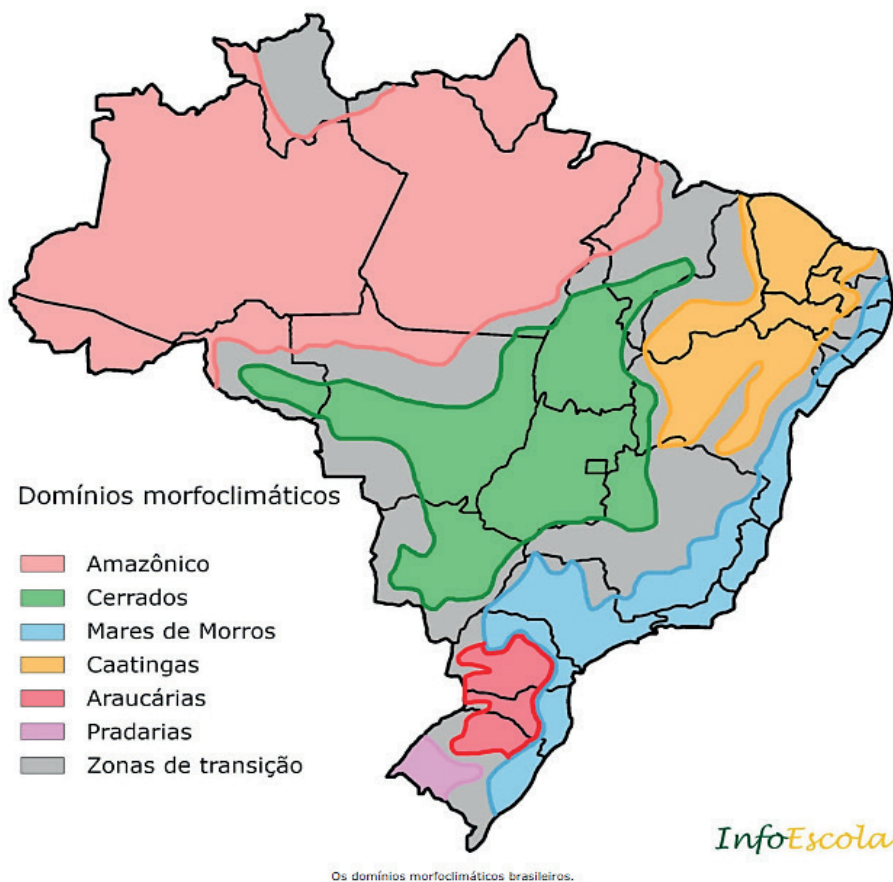 Domínios morfoclimáticos
Amazônico
Cerrados
Mares de Morros
Caatingas
Araucárias
Pradarias
Zonas de transição
InfoEscola
Os domínios morfoclimáticos brasileiros.